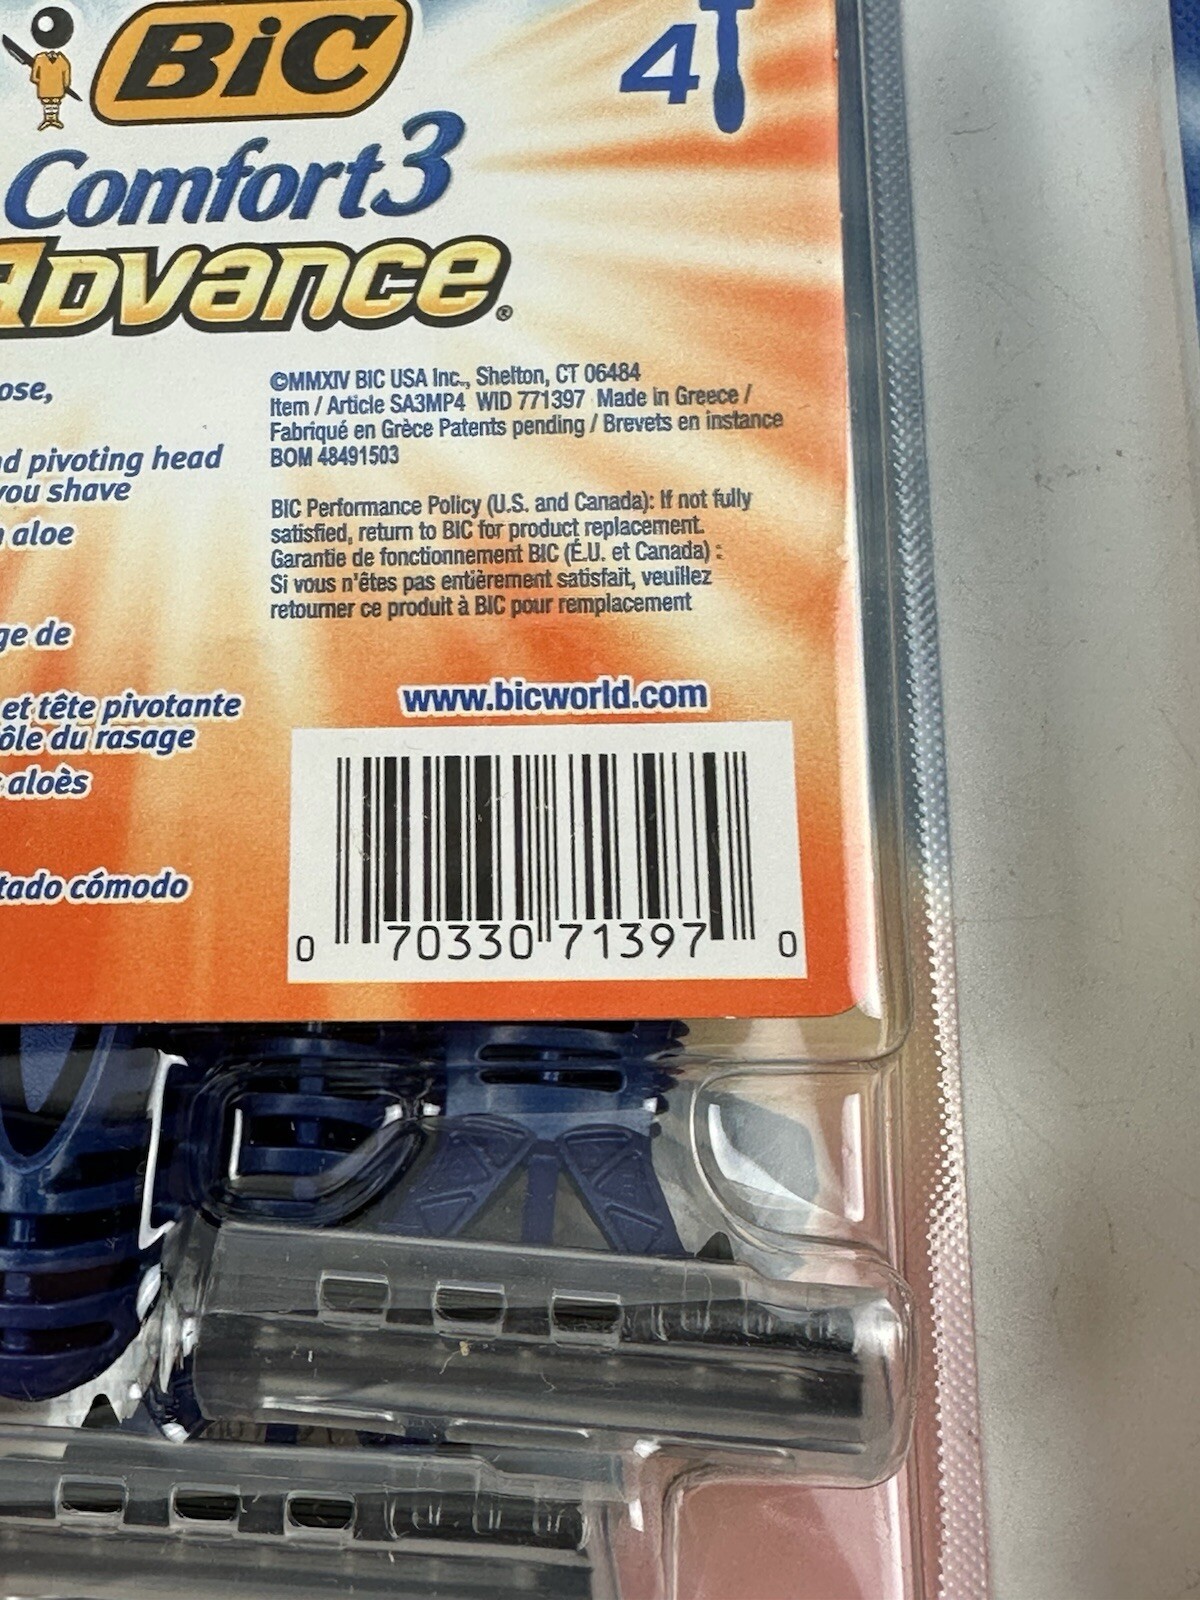 BiC
4
Comfort3
Advance®
ose,
d pivoting head
you shave
aloe
ge de
et tête pivotante
ôle du rasage
aloès
tado cómodo
©MMXIV BIC USA Inc., Shelton, CT 06484
Item / Article SA3MP4 WID 771397 Made in Greece /
Fabriqué en Grèce Patents pending / Brevets en instance
BOM 48491503
BIC Performance Policy (U.S. and Canada): If not fully
satisfied, return to BIC for product replacement.
Garantie de fonctionnement BIC (É.U. et Canada) :
Si vous n'êtes pas entièrement satisfait, veuillez
retourner ce produit à BIC pour remplacement
www.bicworld.com
0 70330 71397 0